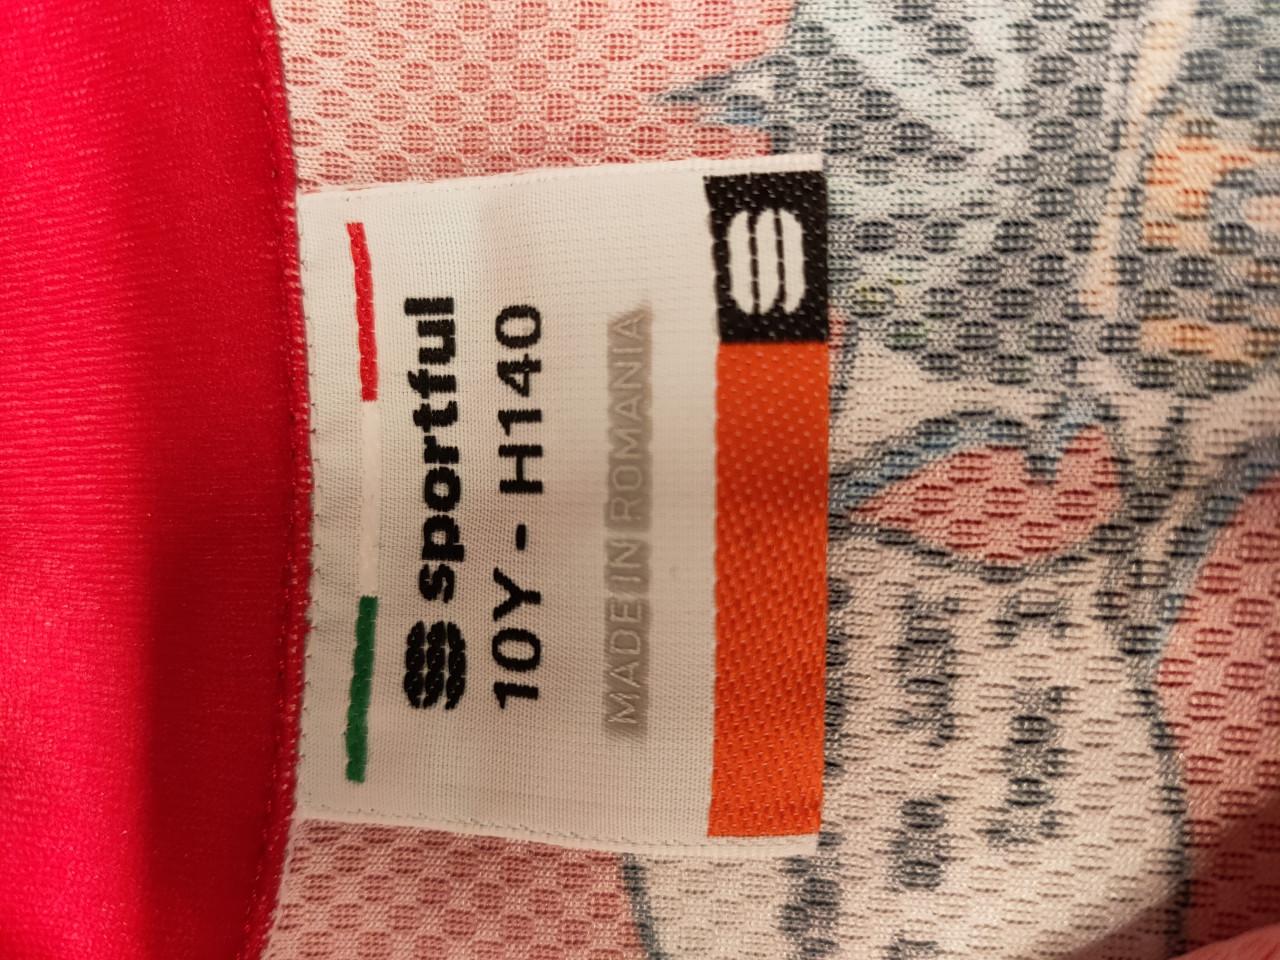 sportful
10Y - H140
MADE IN ROMANIA